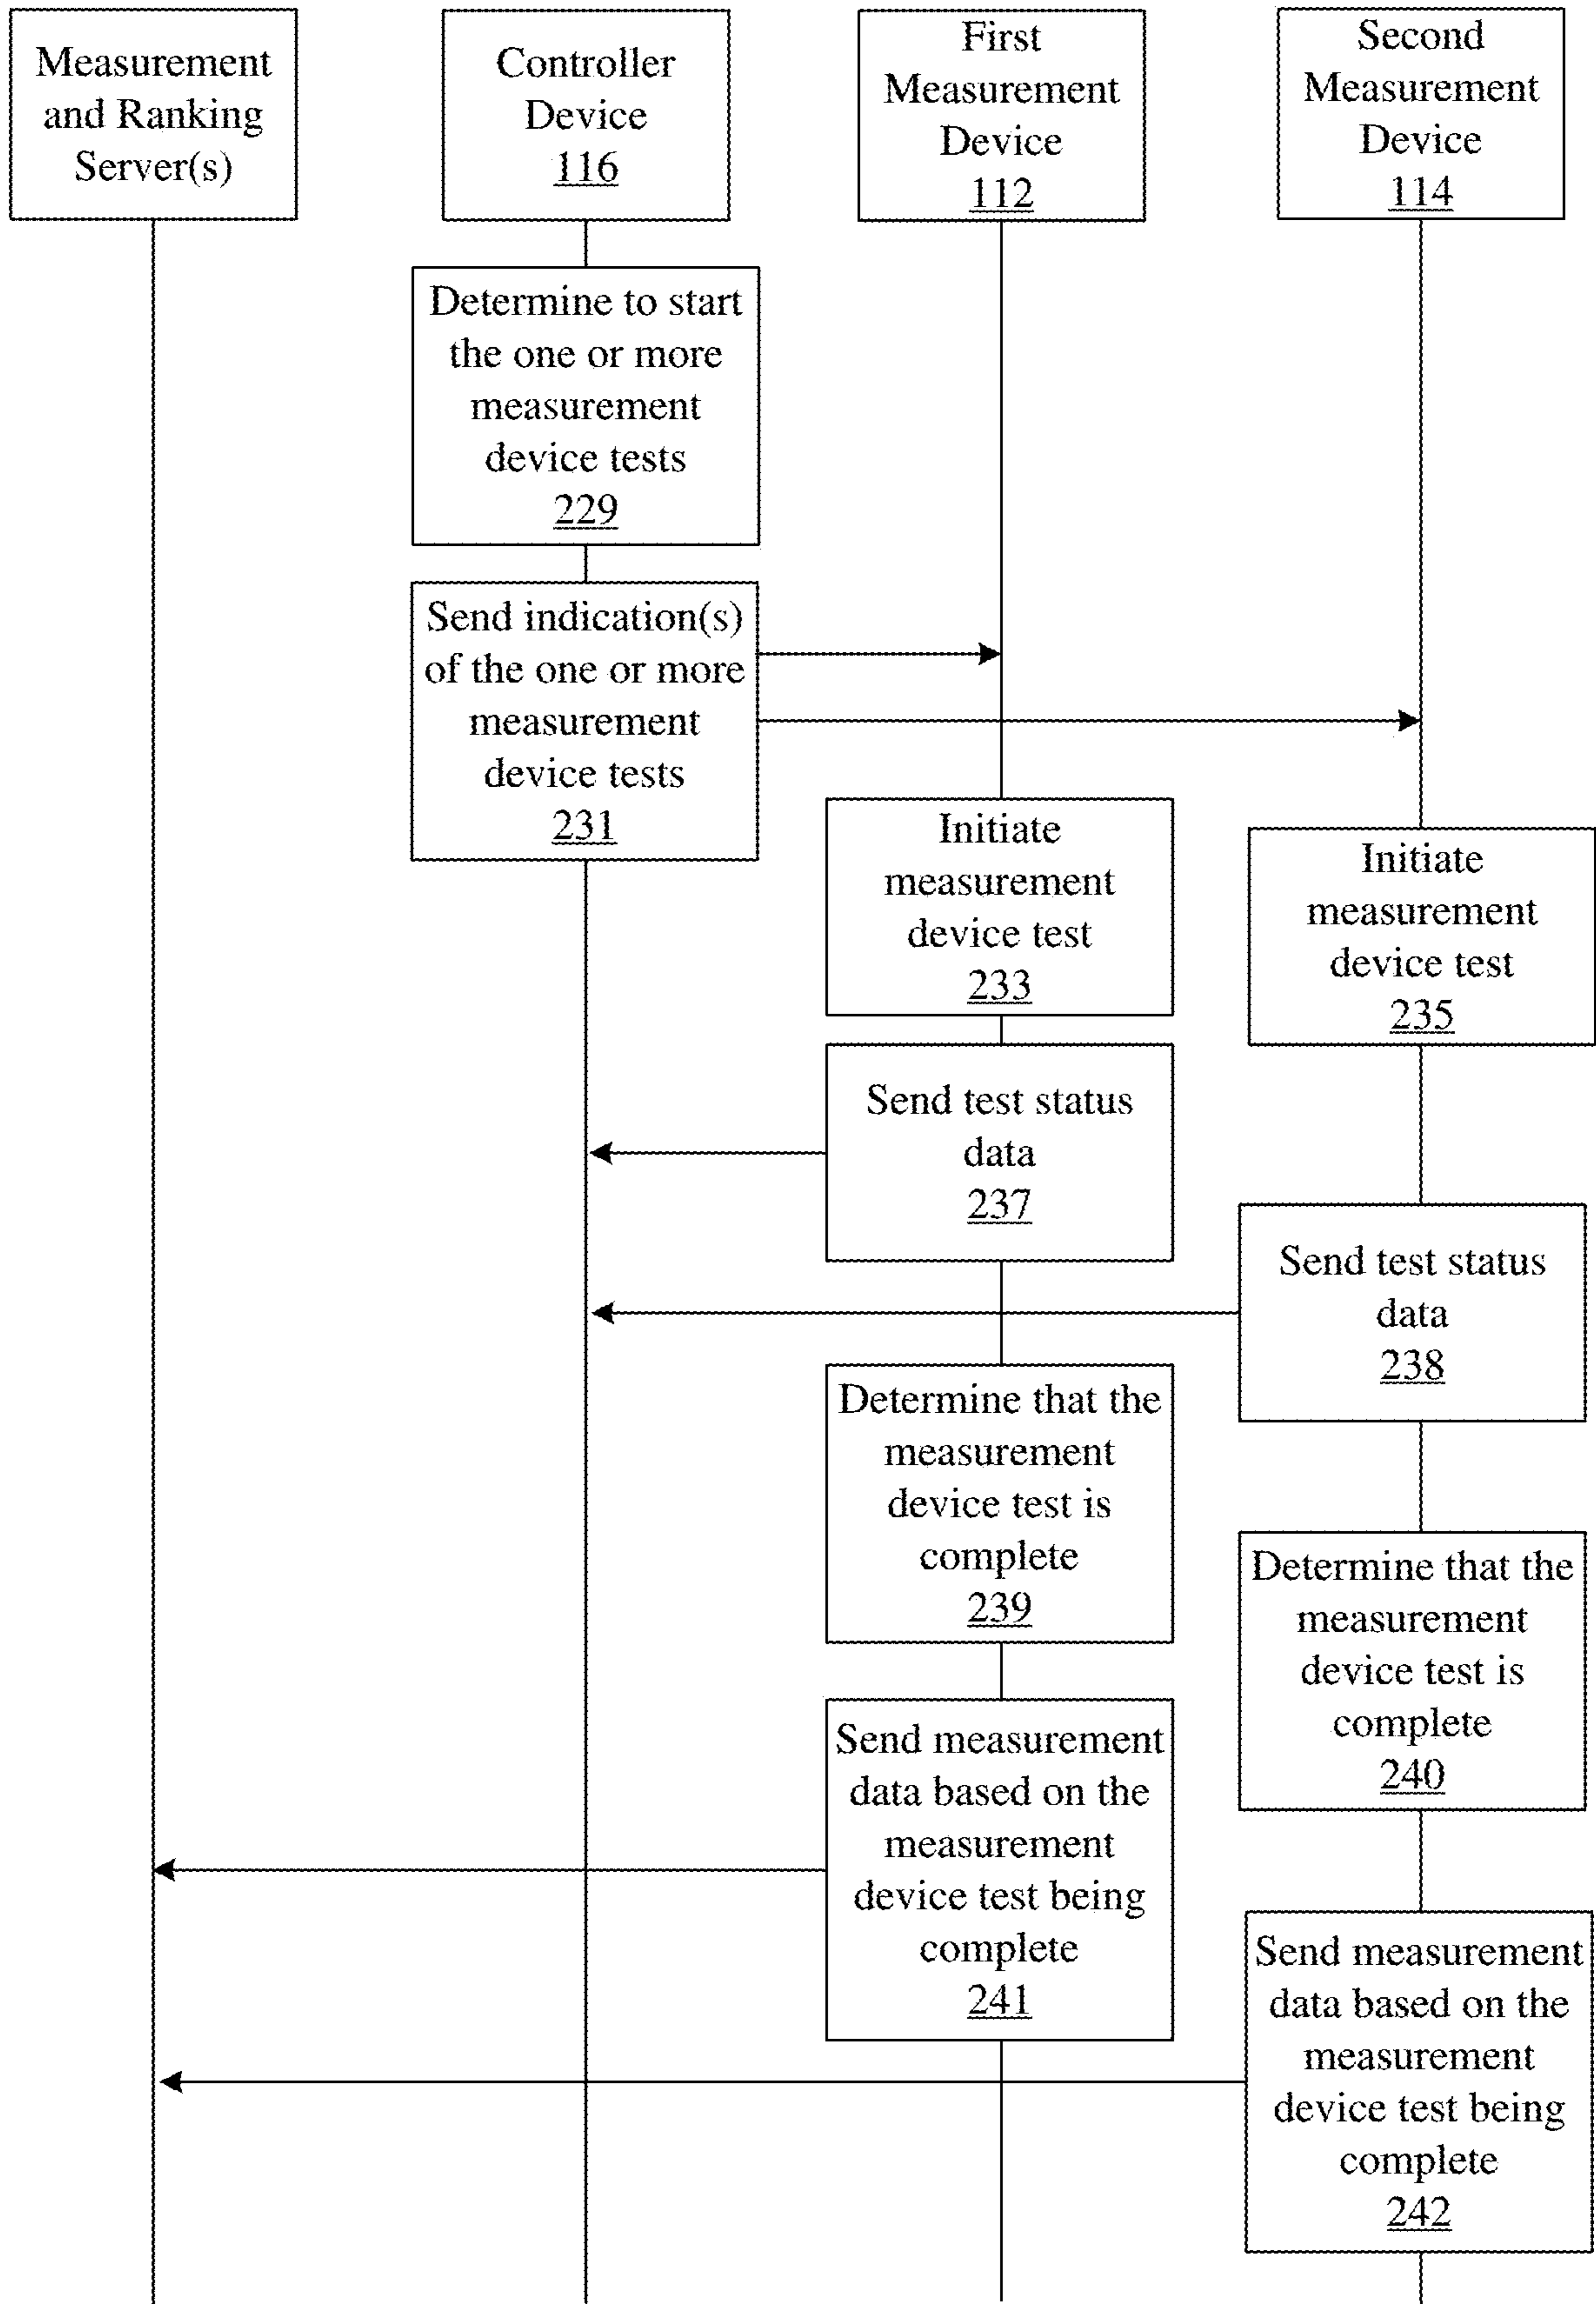 Measurement
and Ranking
Server(s)
Controller
Device
116
First
Measurement
Device
112
Second
Measurement
Device
114
Determine to start
the one or more
measurement
device tests
229
Send indication(s)
of the one or more
measurement
device tests
231
Initiate
measurement
device test
233
Initiate
measurement
device test
235
Send test status
data
237
Send test status
data
238
Determine that the
measurement
device test is
complete
239
Determine that the
measurement
device test is
complete
240
Send measurement
data based on the
measurement
device test being
complete
241
Send measurement
data based on the
measurement
device test being
complete
242